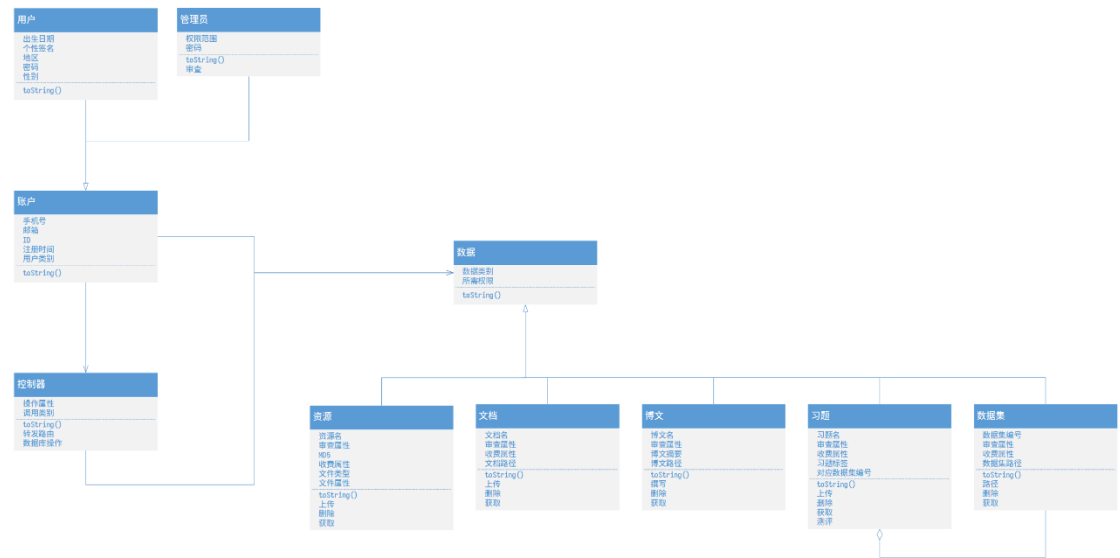 用户
出生日期
个性签名
地区
密码
性别
toString()
管理员
权限范围
密码
toString()
审查
账户
手机号
邮箱
ID
注册时间
用户类别
toString()
数据
数据类别
所需权限
toString()
控制器
操作属性
调用类别
toString()
转发路由
数据库操作
资源
资源名
审查属性
MD5
收费属性
文件类型
文件属性
toString()
上传
删除
获取
文档
文档名
审查属性
收费属性
文档路径
toString()
上传
删除
获取
博文
博文名
审查属性
博文摘要
博文路径
toString()
撰写
删除
获取
习题
习题名
审查属性
收费属性
习题标签
对应数据集编号
toString()
上传
删除
获取
测评
数据集
数据集编号
审查属性
收费属性
数据集路径
toString()
路径
删除
获取